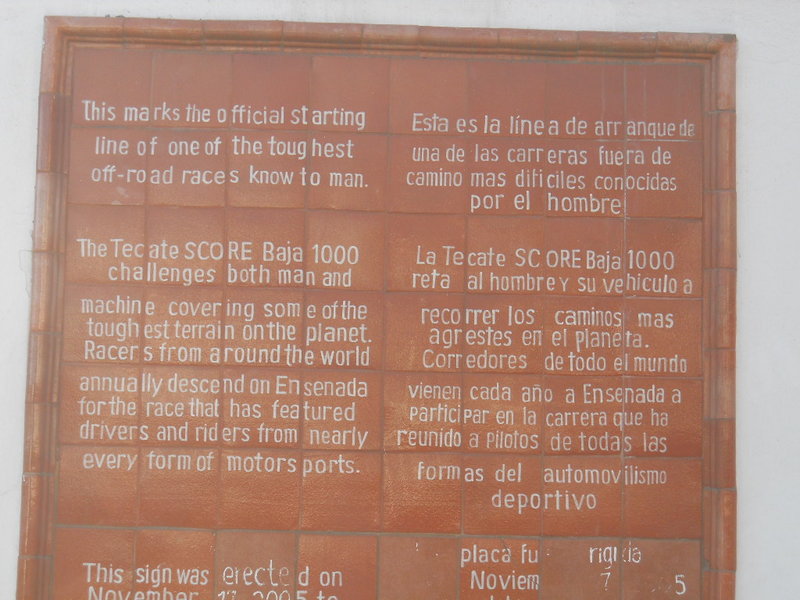 This marks the official starting
line of one of the toughest
off-road races know to man.
The Tecate SCORE Baja 1000
challenges both man and
machine covering some of the
toughest terrain on the planet.
Racers from around the world
annually descend on Ensenada
for the race that has featured
drivers and riders from nearly
every form of motorsports.
This sign was erected on
November
Esta es la línea de arranque de
una de las carreras fuera de
camino mas dificiles conocidas
por el hombre
La Tecate SCORE Baja 1000
reta al hombre y su vehiculo a
recorrer los caminos mas
agrestes en el planeta.
Corredores de todo el mundo
vienen cada año a Ensenada a
participar en la carrera que ha
reunido a pilotos de todas las
formas del automovilismo
deportivo
placa